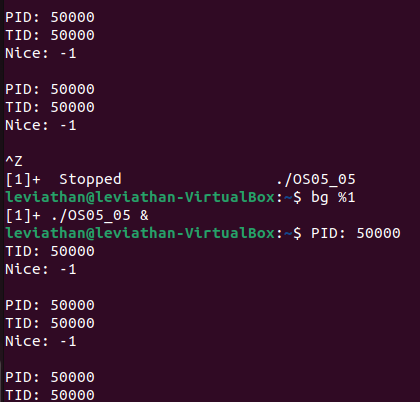 PID: 50000
TID: 50000
Nice: -1
PID: 50000
TID: 50000
Nice: -1
^Z
[1]+  Stopped                 ./OS05_05
leviathan@leviathan-VirtualBox:~$ bg %1
[1]+ ./OS05_05 &
leviathan@leviathan-VirtualBox:~$ PID: 50000
TID: 50000
Nice: -1
PID: 50000
TID: 50000
Nice: -1
PID: 50000
TID: 50000